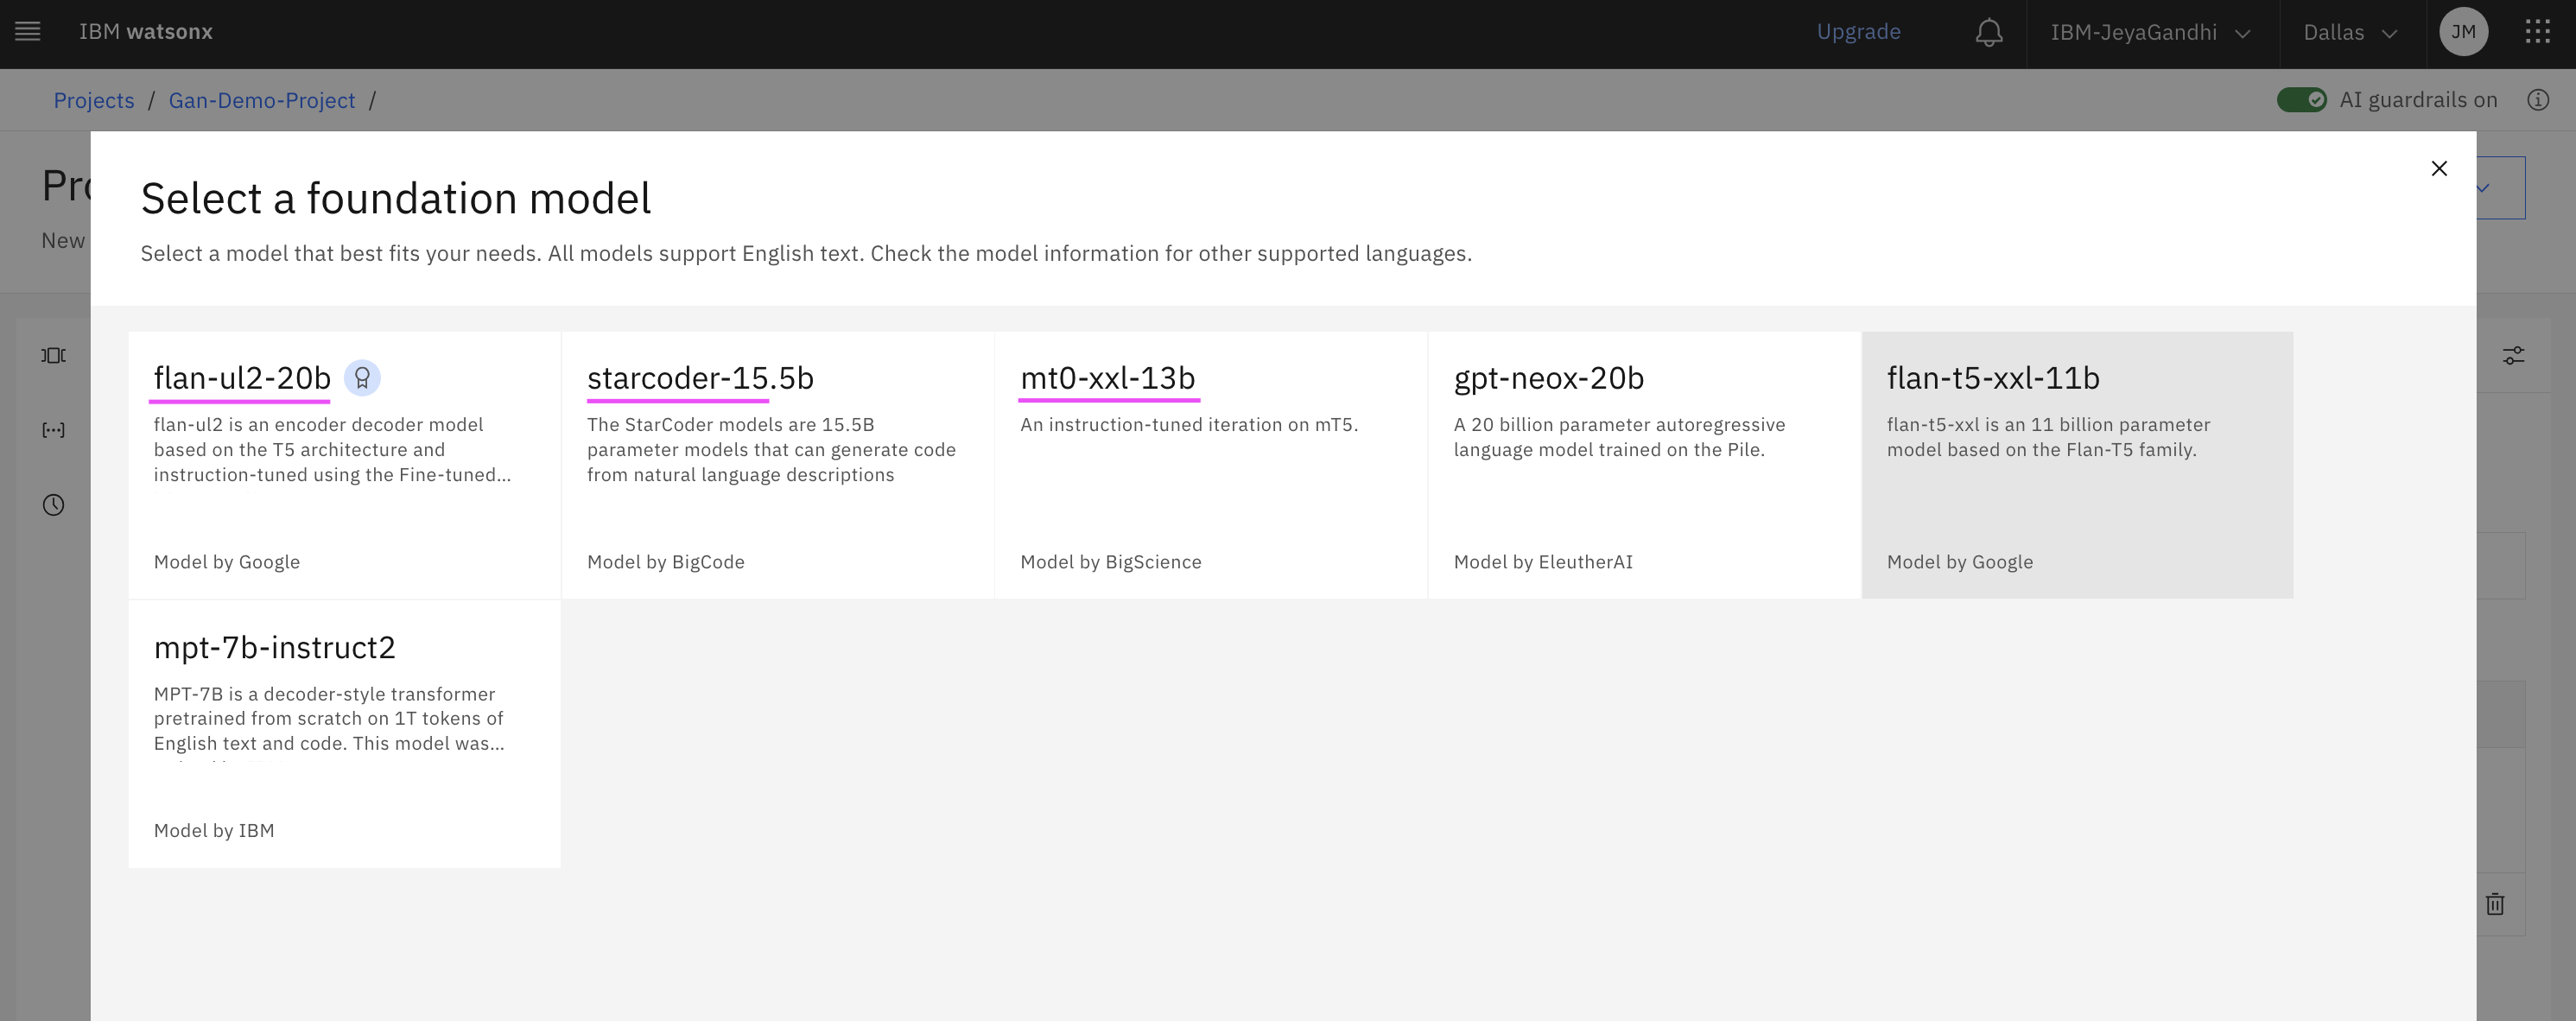 IBM watsonx
Upgrade
IBM-JeyaGandhi
Dallas
JM
Projects / Gan-Demo-Project /
AI guardrails on
New
Select a foundation model
Select a model that best fits your needs. All models support English text. Check the model information for other supported languages.
flan-ul2-20b
flan-ul2 is an encoder decoder model
based on the T5 architecture and
instruction-tuned using the Fine-tuned...
Model by Google
starcoder-15.5b
The StarCoder models are 15.5B
parameter models that can generate code
from natural language descriptions
Model by BigCode
mt0-xxl-13b
An instruction-tuned iteration on mT5.
Model by BigScience
gpt-neox-20b
A 20 billion parameter autoregressive
language model trained on the Pile.
Model by EleutherAI
flan-t5-xxl-11b
flan-t5-xxl is an 11 billion parameter
model based on the Flan-T5 family.
Model by Google
mpt-7b-instruct2
MPT-7B is a decoder-style transformer
pretrained from scratch on 1T tokens of
English text and code. This model was...
Model by IBM